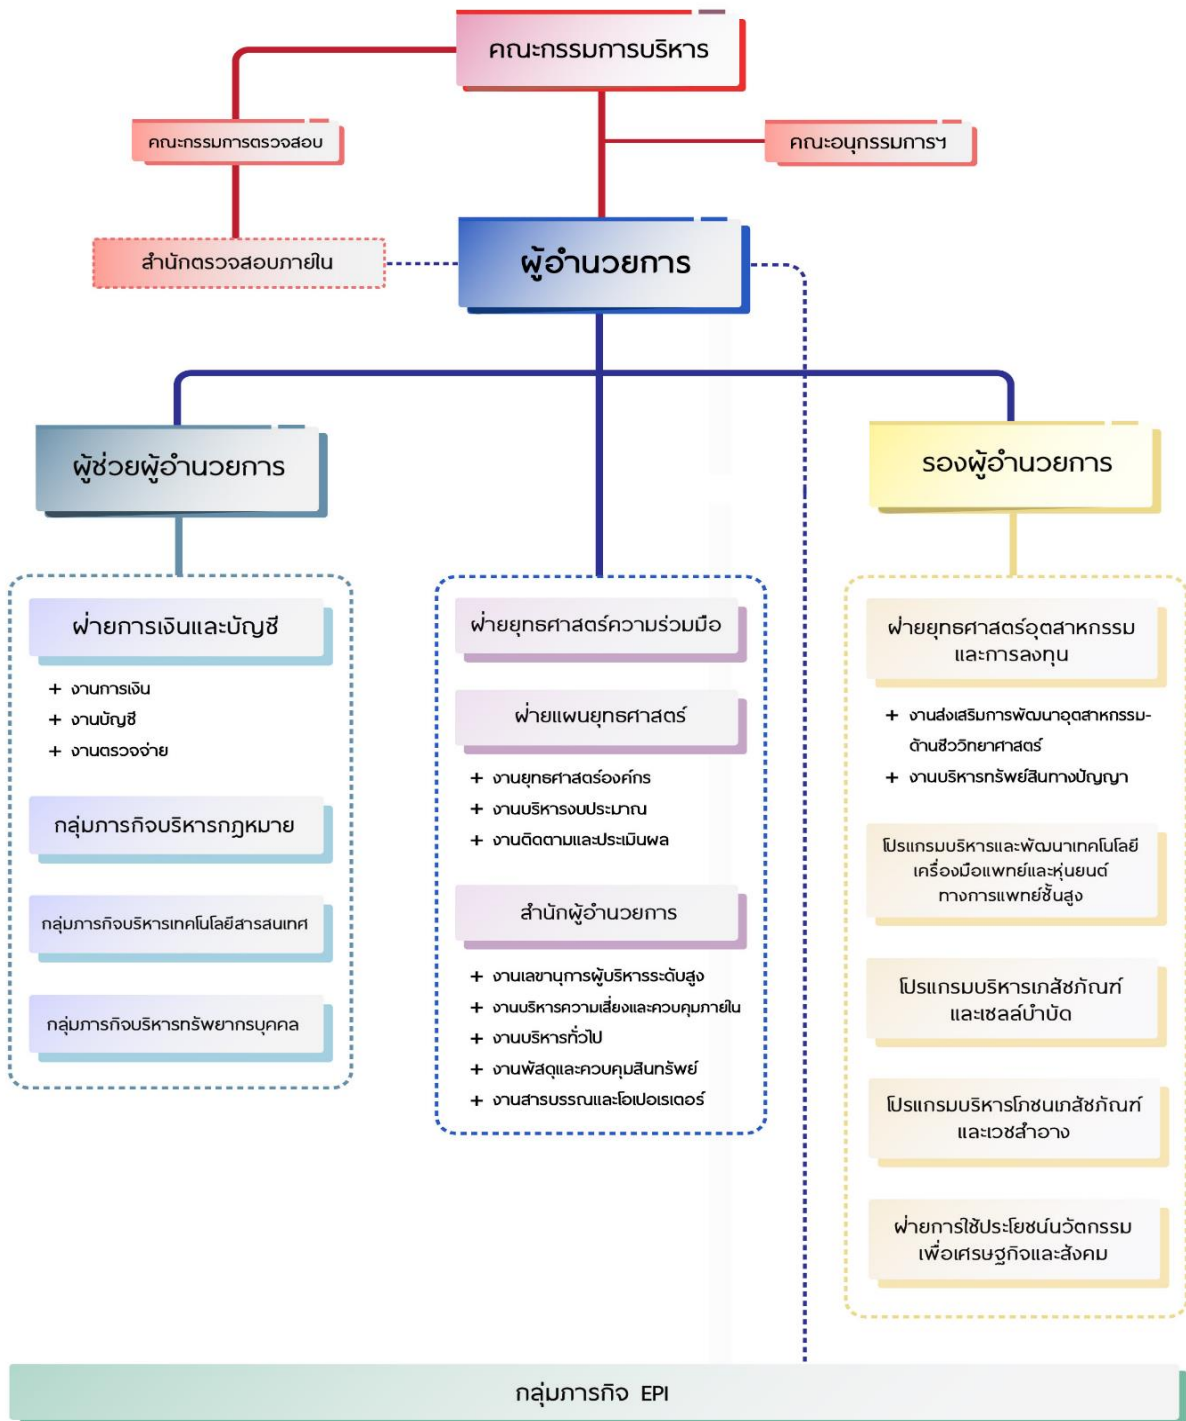 คณะกรรมการบริหาร
คณะกรรมการตรวจสอบ
คณะอนุกรรมการฯ
สำนักตรวจสอบภายใน
ผู้อำนวยการ
ผู้ช่วยผู้อำนวยการ
ฝ่ายการเงินและบัญชี
+ งานการเงิน
+ งานบัญชี
+ งานตรวจจ่าย
กลุ่มภารกิจบริหารกฎหมาย
กลุ่มภารกิจบริหารเทคโนโลยีสารสนเทศ
กลุ่มภารกิจบริหารทรัพยากรบุคคล
ฝ่ายยุทธศาสตร์ความร่วมมือ
ฝ่ายแผนยุทธศาสตร์
+ งานยุทธศาสตร์องค์กร
+ งานบริหารงบประมาณ
+ งานติดตามและประเมินผล
สำนักผู้อำนวยการ
+ งานเลขานุการผู้บริหารระดับสูง
+ งานบริหารความเสี่ยงและควบคุมภายใน
+ งานบริหารทั่วไป
+ งานพัสดุและควบคุมสินทรัพย์
+ งานสารบรรณและโอเปอเรเตอร์
รองผู้อำนวยการ
ฝ่ายยุทธศาสตร์อุตสาหกรรม
และการลงทุน
+ งานส่งเสริมการพัฒนาอุตสาหกรรม-
ด้านชีววิทยาศาสตร์
+ งานบริหารทรัพย์สินทางปัญญา
โปรแกรมบริหารและพัฒนาเทคโนโลยี
เครื่องมือแพทย์และหุ่นยนต์
ทางการแพทย์ชั้นสูง
โปรแกรมบริหารเภสัชภัณฑ์
และเซลล์บำบัด
โปรแกรมบริหารโภชนเภสัชภัณฑ์
และเวชสำอาง
ฝ่ายการใช้ประโยชน์นวัตกรรม
เพื่อเศรษฐกิจและสังคม
กลุ่มภารกิจ EPI